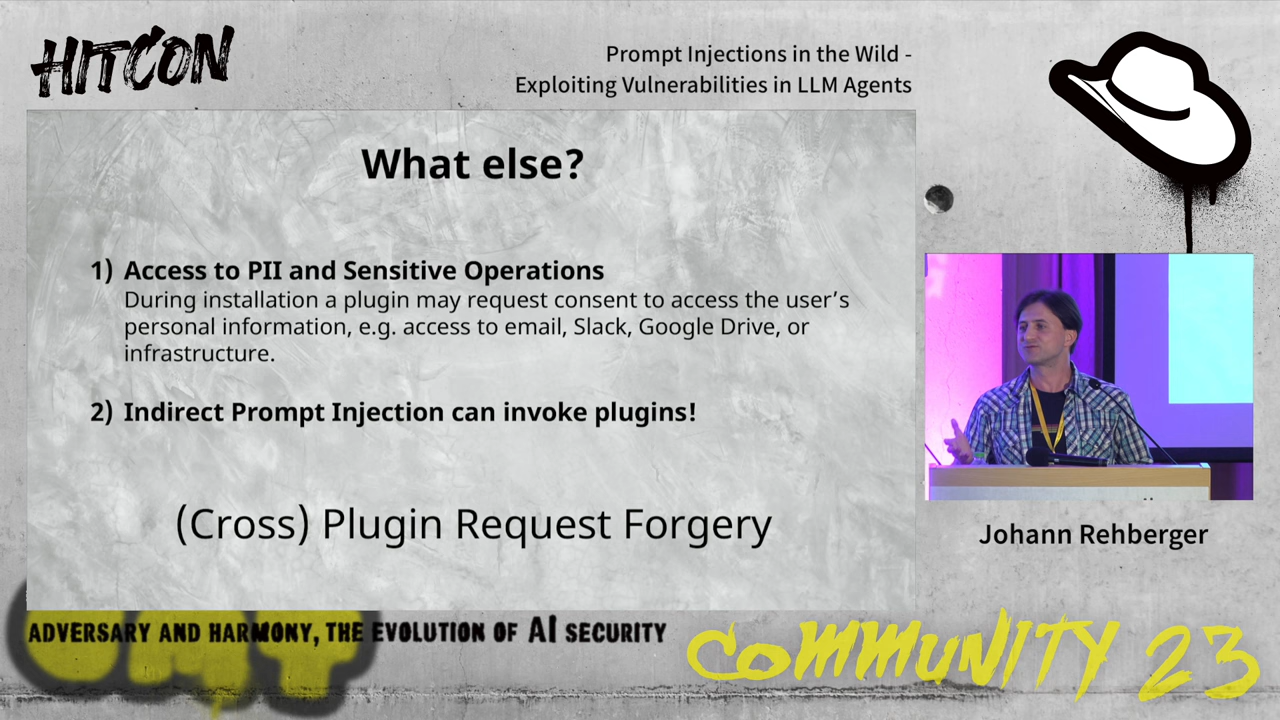 HITCON
Prompt Injections in the Wild -
Exploiting Vulnerabilities in LLM Agents
What else?
1) Access to PII and Sensitive Operations
During installation a plugin may request consent to access the user’s
personal information, e.g. access to email, Slack, Google Drive, or
infrastructure.
2) Indirect Prompt Injection can invoke plugins!
(Cross) Plugin Request Forgery
Johann Rehberger
ADVERSARY AND HARMONY, THE EVOLUTION OF AI SECURITY
COMMUNITY 23